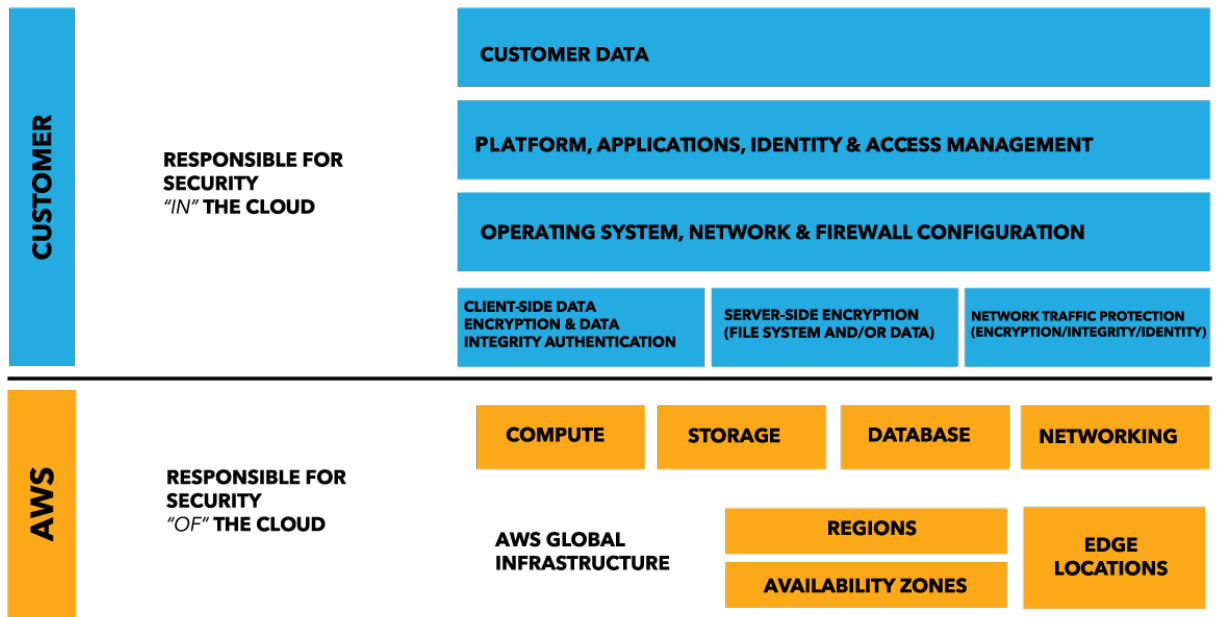 CUSTOMER
RESPONSIBLE FOR
SECURITY
“IN” THE CLOUD
CUSTOMER DATA
PLATFORM, APPLICATIONS, IDENTITY & ACCESS MANAGEMENT
OPERATING SYSTEM, NETWORK & FIREWALL CONFIGURATION
CLIENT-SIDE DATA
ENCRYPTION & DATA
INTEGRITY AUTHENTICATION
SERVER-SIDE ENCRYPTION
(FILE SYSTEM AND/OR DATA)
NETWORK TRAFFIC PROTECTION
(ENCRYPTION/INTEGRITY/IDENTITY)
AWS
RESPONSIBLE FOR
SECURITY
“OF” THE CLOUD
COMPUTE
STORAGE
DATABASE
NETWORKING
AWS GLOBAL
INFRASTRUCTURE
REGIONS
AVAILABILITY ZONES
EDGE
LOCATIONS